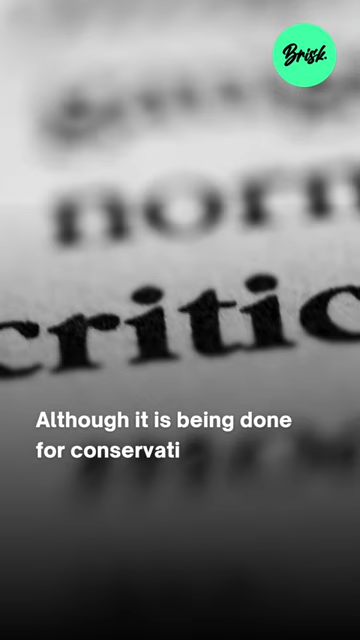 Brisk.
norm
critic
Although it is being done
for conservati